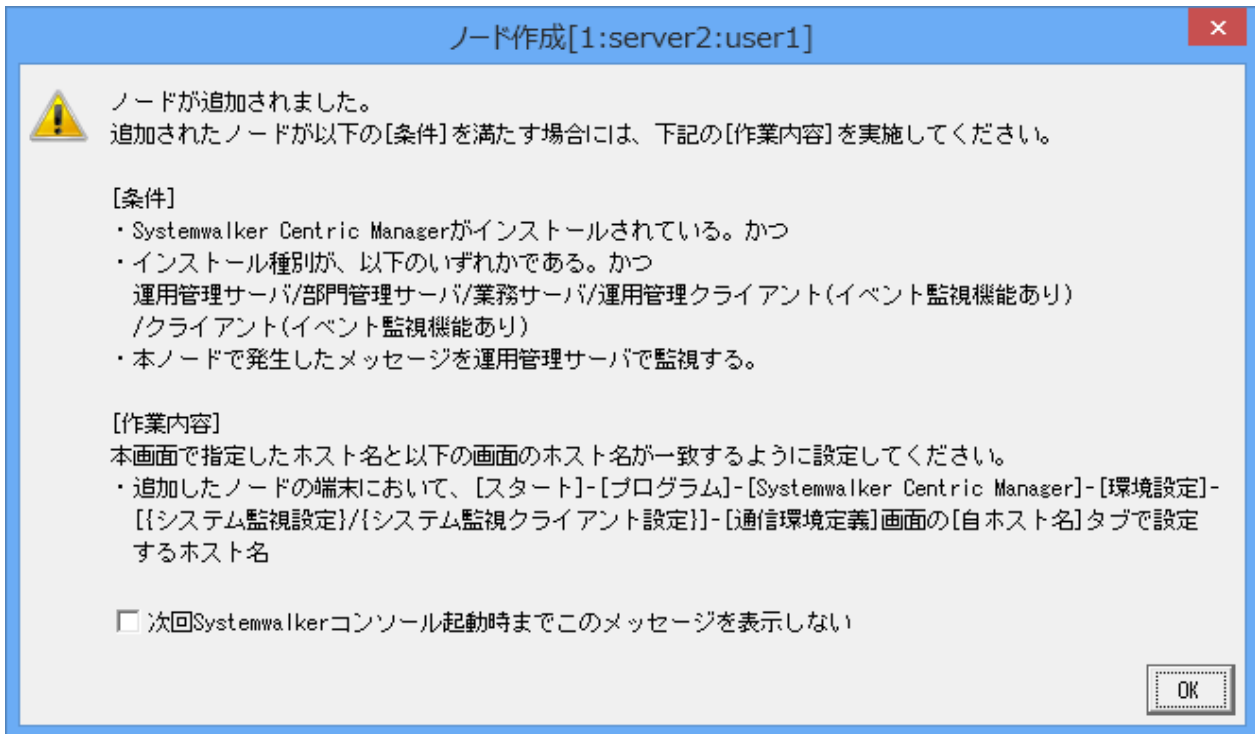 ノード作成[1:server2:user1]
ノードが追加されました。
追加されたノードが以下の[条件]を満たす場合には、下記の[作業内容]を実施してください。
[条件]
・Systemwalker Centric Managerがインストールされている。かつ
・インストール種別が、以下のいずれかである。かつ
運用管理サーバ/部門管理サーバ/業務サーバ/運用管理クライアント(イベント監視機能あり)
/クライアント(イベント監視機能あり)
・本ノードで発生したメッセージを運用管理サーバで監視する。
[作業内容]
本画面で指定したホスト名と以下の画面のホスト名が一致するように設定してください。
・追加したノードの端末において、[スタート]-[プログラム]-[Systemwalker Centric Manager]-[環境設定]-
[{システム監視設定}/{システム監視クライアント設定}]-[通信環境定義]画面の[自ホスト名]タブで設定
するホスト名
次回Systemwalkerコンソール起動時までこのメッセージを表示しない
OK